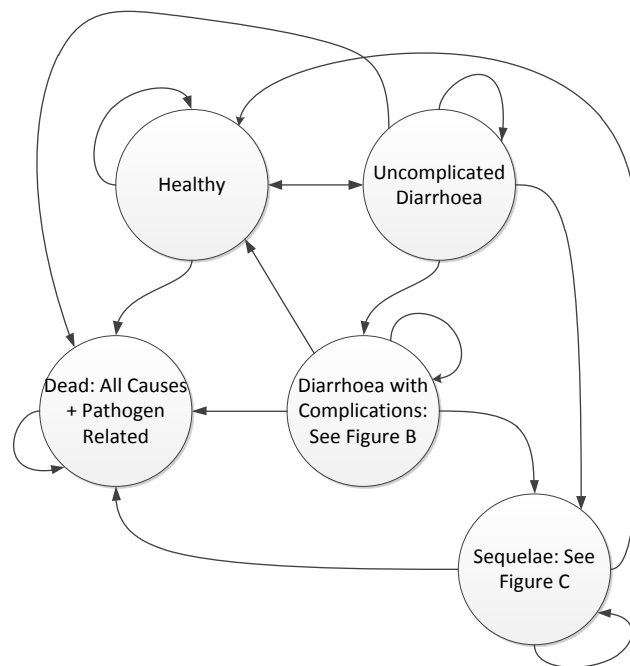 Healthy
Uncomplicated
Diarrhoea
Dead: All Causes
+ Pathogen
Related
Diarrhoea with
Complications:
See Figure B
Sequelae: See
Figure C